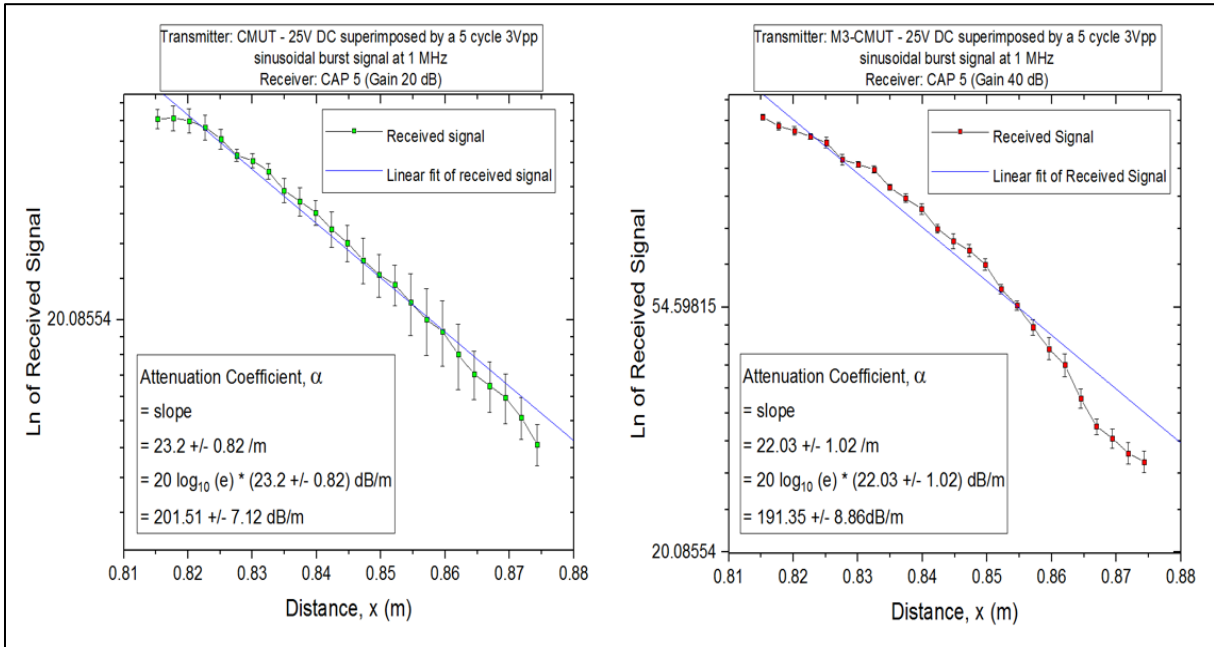 Transmitter: CMUT - 25V DC superimposed by a 5 cycle 3Vpp
sinusoidal burst signal at 1 MHz
Receiver: CAP 5 (Gain 20 dB)
Received signal
Linear fit of received signal
Ln of Received Signal
20.08554
Attenuation Coefficient, α
= slope
= 23.2 +/- 0.82 /m
= 20 log10 (e) * (23.2 +/- 0.82) dB/m
= 201.51 +/- 7.12 dB/m
0.81 0.82 0.83 0.84 0.85 0.86 0.87 0.88
Distance, x (m)
Transmitter: M3-CMUT - 25V DC superimposed by a 5 cycle 3Vpp
sinusoidal burst signal at 1 MHz
Receiver: CAP 5 (Gain 40 dB)
Received Signal
Linear fit of Received Signal
Ln of Received Signal
54.59815
Attenuation Coefficient, α
= slope
= 22.03 +/- 1.02 /m
= 20 log10 (e) * (22.03 +/- 1.02) dB/m
= 191.35 +/- 8.86dB/m
20.08554
0.81 0.82 0.83 0.84 0.85 0.86 0.87 0.88
Distance, x (m)